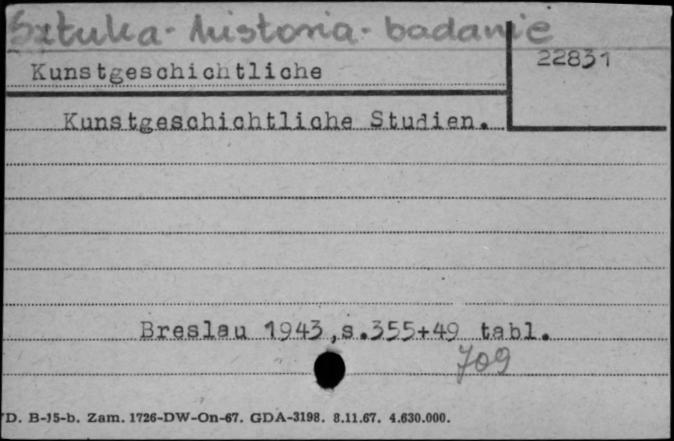 Sztuka - historia - badanie
22831
Kunstgeschichtliche
Kunstgeschichtliche Studien.
Breslau 1943,s.355+49 tabl.
709
D. B-15-b. Zam. 1726-DW-On-67. GDA-3198. 8.11.67. 4.630.000.